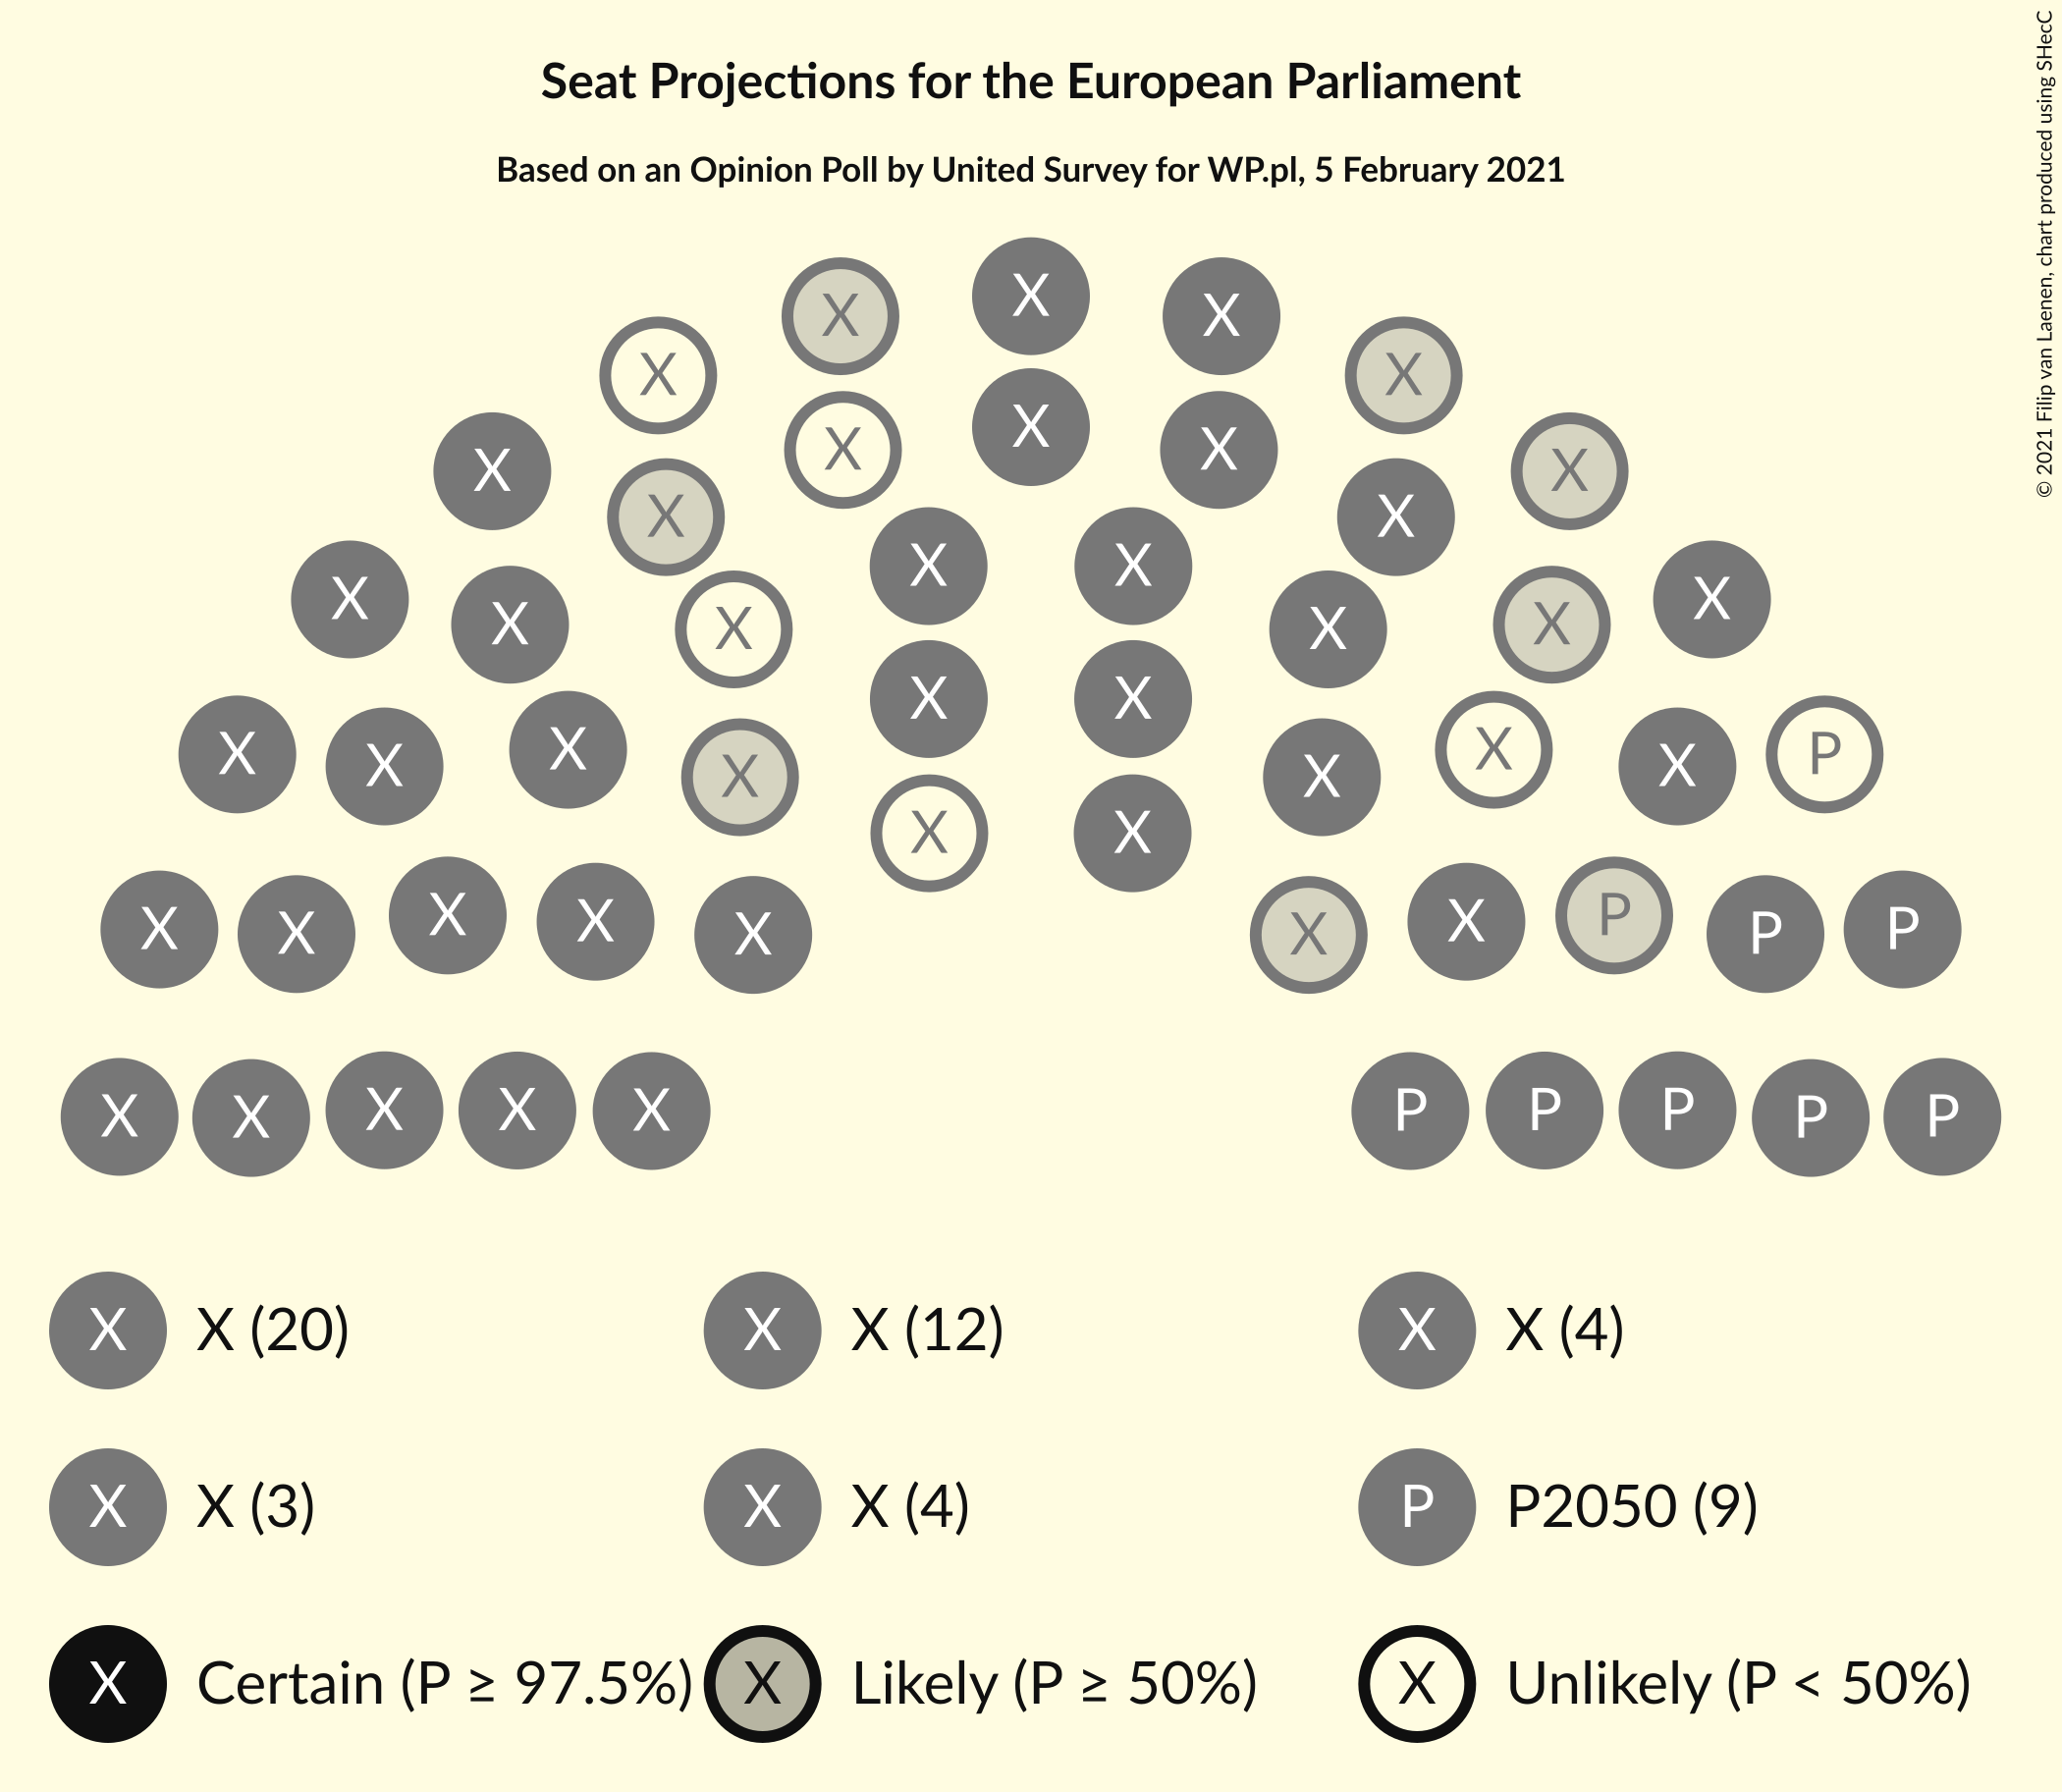 © 2021 Filip van Laenen, chart produced using SHecC
Seat Projections for the European Parliament
Based on an Opinion Poll by United Survey for WP.pl, 5 February 2021
X X X
X X
X
X X
X X
X X
X X
X X
X X X X
X X
X X X X P
X X X X
X X
X X X X X X X P P P
X X X X X P P P P P
X X (20) X X (12) X X (4)
X X (3) X X (4) P P2050 (9)
X Certain (P ≥ 97.5%) X Likely (P ≥ 50%) X Unlikely (P < 50%)